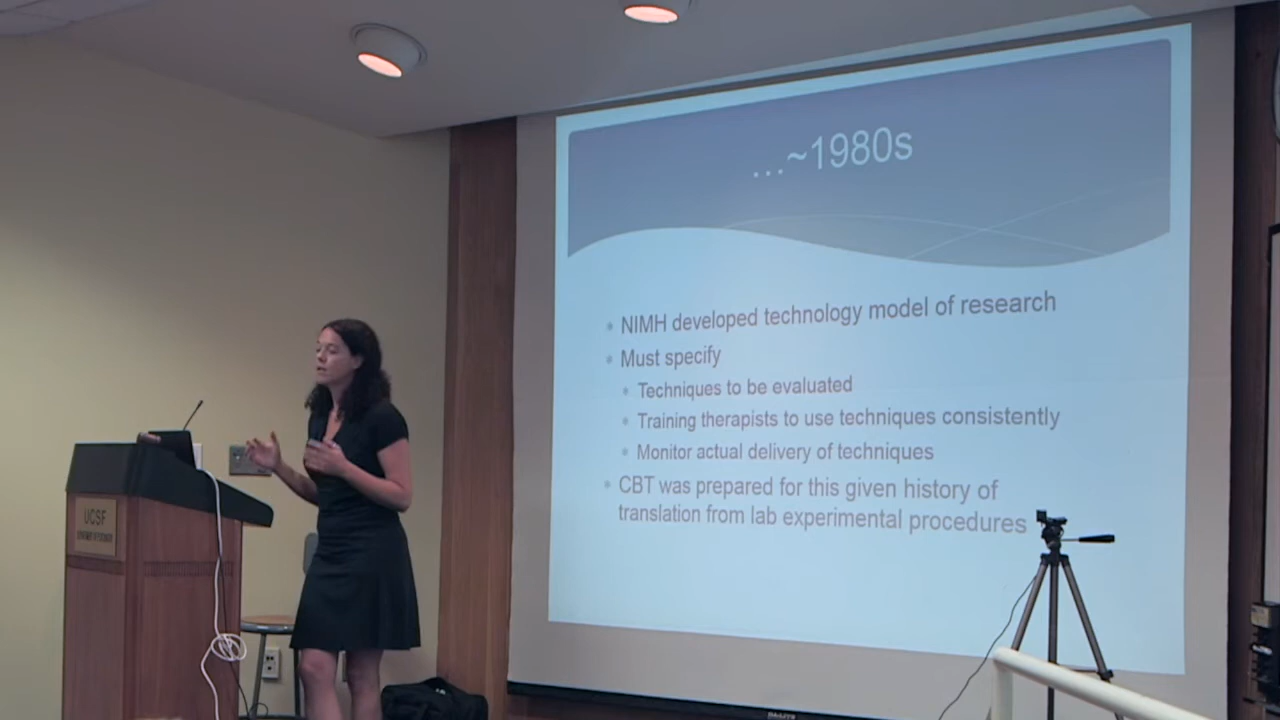 …~1980s
NIMH developed technology model of research
Must specify
Techniques to be evaluated
Training therapists to use techniques consistently
Monitor actual delivery of techniques
CBT was prepared for this given history of
translation from lab experimental procedures
UCSF
DA-LITE